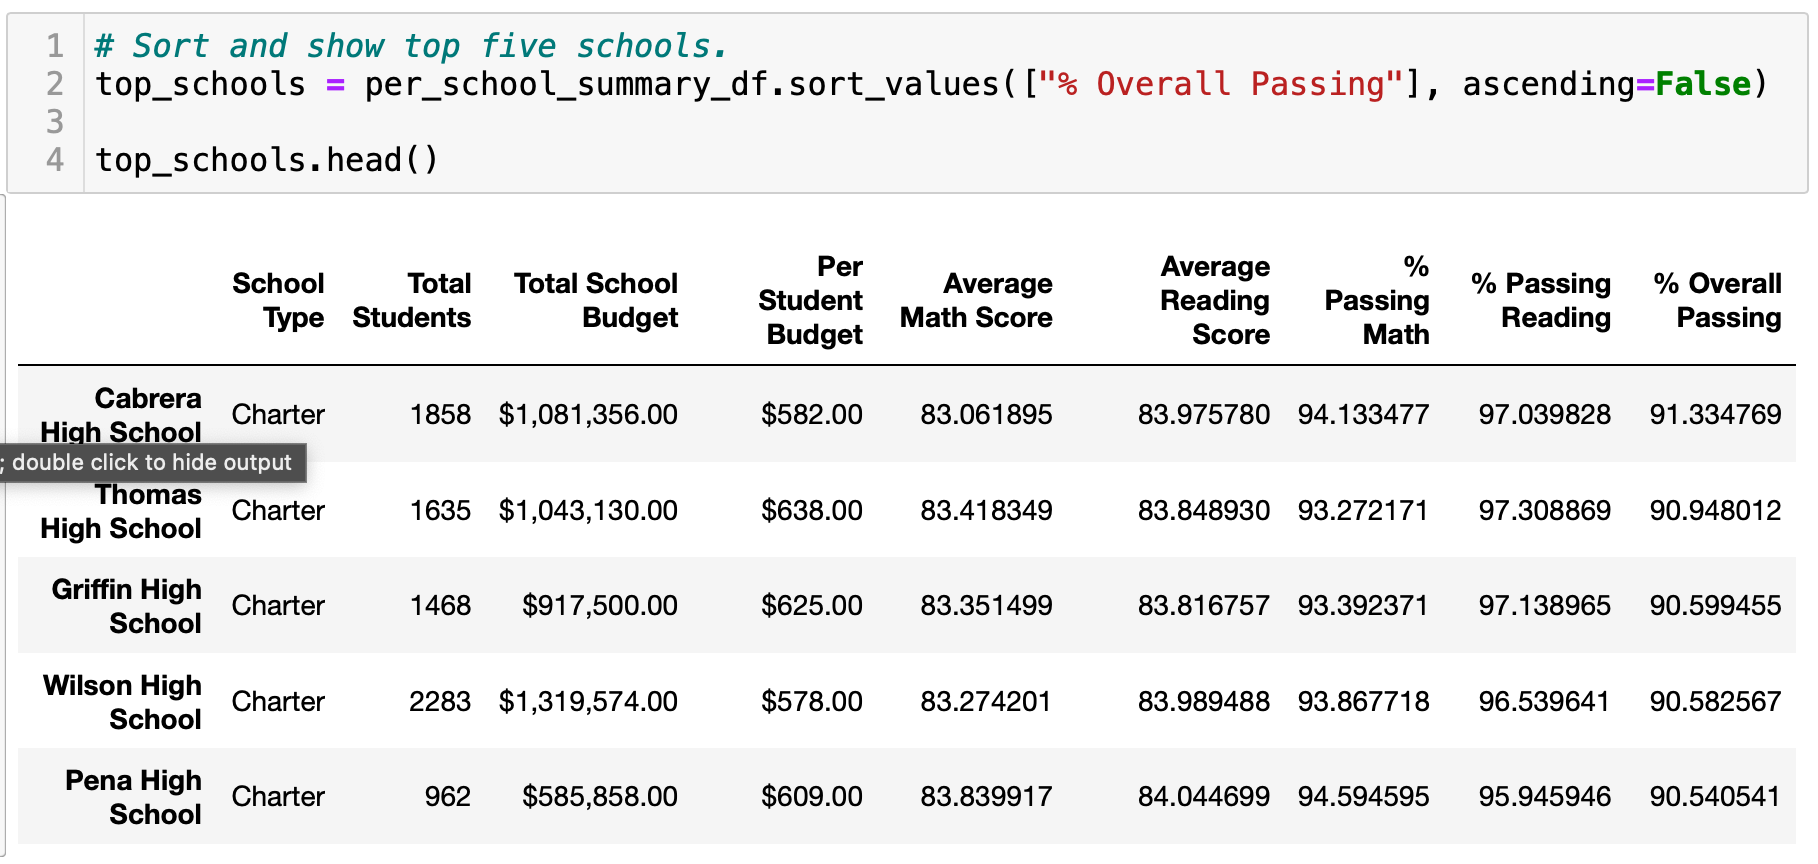 1 # Sort and show top five schools.
2 top_schools = per_school_summary_df.sort_values(["% Overall Passing"], ascending=False)
3
4 top_schools.head()
School Type Total Students Total School Budget Per Student Budget Average Math Score Average Reading Score % Passing Math % Passing Reading % Overall Passing
Cabrera High School Charter 1858 $1,081,356.00 $582.00 83.061895 83.975780 94.133477 97.039828 91.334769
; double click to hide output
Thomas High School Charter 1635 $1,043,130.00 $638.00 83.418349 83.848930 93.272171 97.308869 90.948012
Griffin High School Charter 1468 $917,500.00 $625.00 83.351499 83.816757 93.392371 97.138965 90.599455
Wilson High School Charter 2283 $1,319,574.00 $578.00 83.274201 83.989488 93.867718 96.539641 90.582567
Pena High School Charter 962 $585,858.00 $609.00 83.839917 84.044699 94.594595 95.945946 90.540541